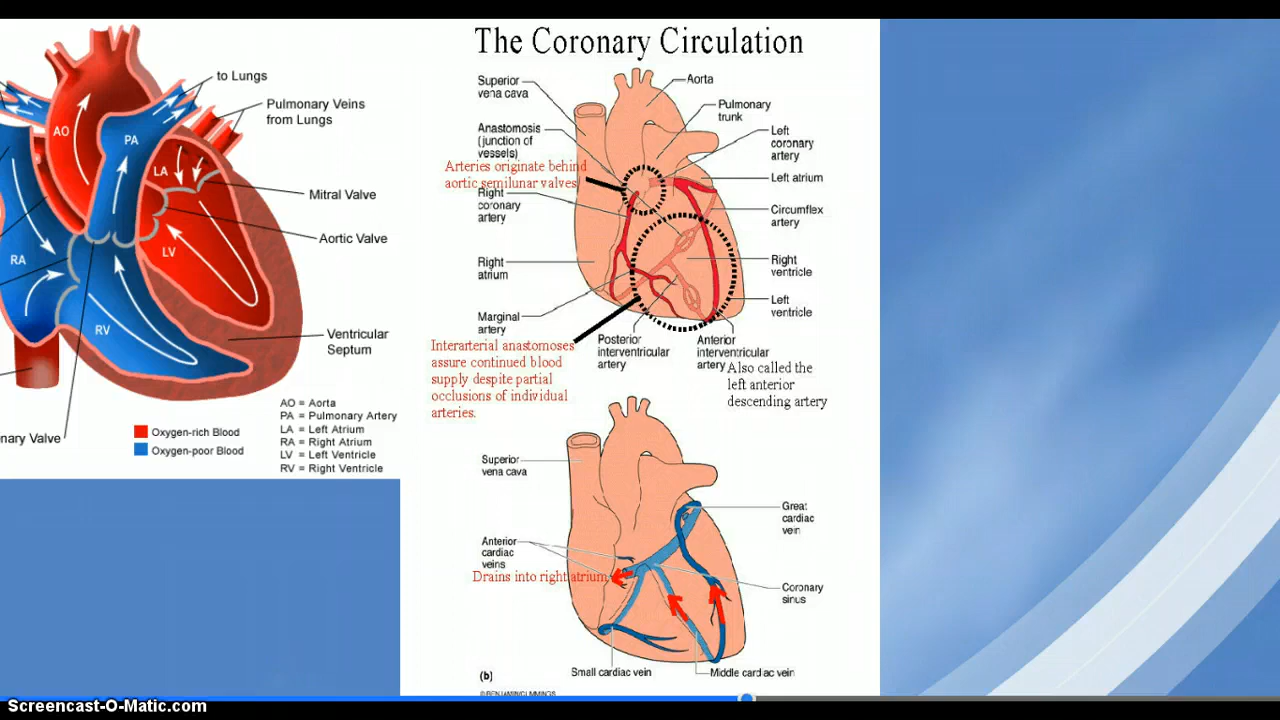 to Lungs
Pulmonary Veins
from Lungs
AO
PA
LA
Mitral Valve
Aortic Valve
LV
RA
RV
Ventricular
Septum
nary Valve
AO = Aorta
PA = Pulmonary Artery
LA = Left Atrium
RA = Right Atrium
LV = Left Ventricle
RV = Right Ventricle
Oxygen-rich Blood
Oxygen-poor Blood
The Coronary Circulation
Superior
vena cava
Aorta
Pulmonary
trunk
Anastomosis
(junction of
vessels)
Left
coronary
artery
Arteries originate behind
aortic semilunar valves
Left atrium
Right
coronary
artery
Circumflex
artery
Right
atrium
Right
ventricle
Left
ventricle
Marginal
artery
Posterior
interventricular
artery
Anterior
interventricular
artery
Also called the
left anterior
descending artery
Interarterial anastomoses
assure continued blood
supply despite partial
occlusions of individual
arteries.
Superior
vena cava
Great
cardiac
vein
Anterior
cardiac
veins
Drains into right atrium
Coronary
sinus
Small cardiac vein
Middle cardiac vein
(b)
©BENJAMIN/CUMMINGS
Screencast-O-Matic.com